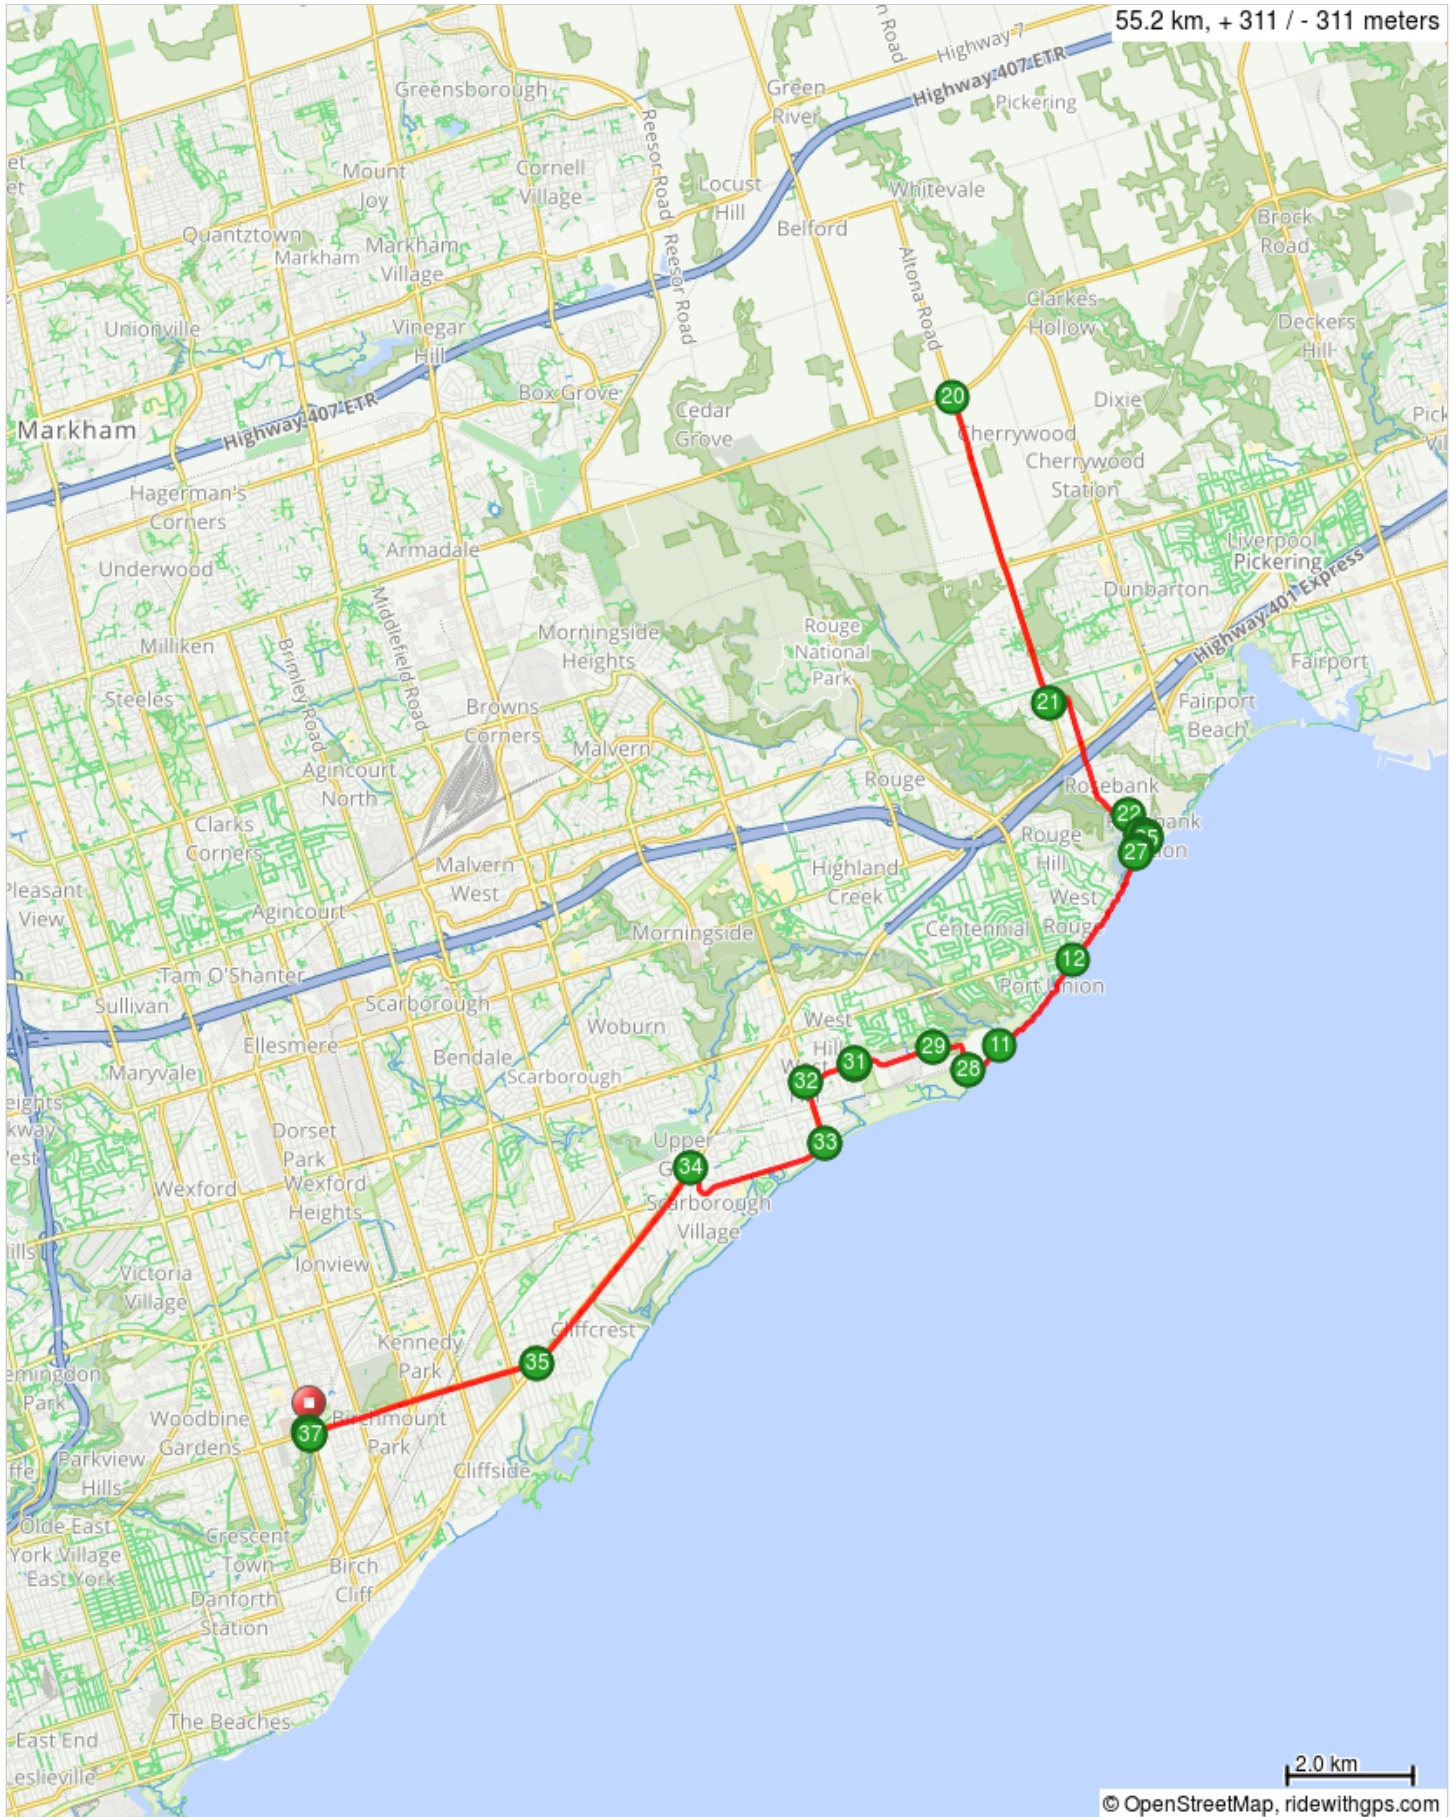 55.2 km, + 311 / - 311 meters
Highway 7
Highway 407 ETR
Greensborough
Green
River
Pickering
Reesor Road
Mount
Joy
Cornell
Village
Locust
Hill
Whitevale
Belford
Brock
Road
Quantztown
Markham
Markham
Village
Reesor Road
Altona Road
Clarkes
Hollow
Unionville
Vinegar
Hill
Deckers
Hill
Highway 407 ETR
Box Grove
Cedar
Grove
20
Dixie
Markham
Cherrywood
Cherrywood
Station
Hagerman's
Corners
Armadale
Underwood
Liverpool
Pickering
Highway 401 Express
Dunbarton
Middlefield Road
Brimley Road
Milliken
Morningside
Heights
Rouge
National
Park
Fairport
Steeles
Browns
Corners
21
Fairport
Beach
Malvern
Agincourt
North
Rouge
Rosebank
22
Clarks
Corners
Rouge
Hill
25
27
Malvern
West
Highland
Creek
West
Rouge
Pleasant
View
Agincourt
Morningside
Centennial
12
Port Union
Tam O'Shanter
Sullivan
Scarborough
Woburn
West
Hill
29
11
28
31
32
Ellesmere
Bendale
Maryvale
Scarborough
Dorset
Park
Upper
33
34
Wexford
Wexford
Heights
Scarborough
Village
Ionview
Victoria
Village
Cliffcrest
Kennedy
Park
35
Park
Woodbine
Gardens
37
Birchmount
Park
Parkview
Hills
Cliffside
Olde East
York Village
East York
Crescent
Town
Birch
Cliff
Danforth
Station
The Beaches
East End
2.0 km
© OpenStreetMap, ridewithgps.com